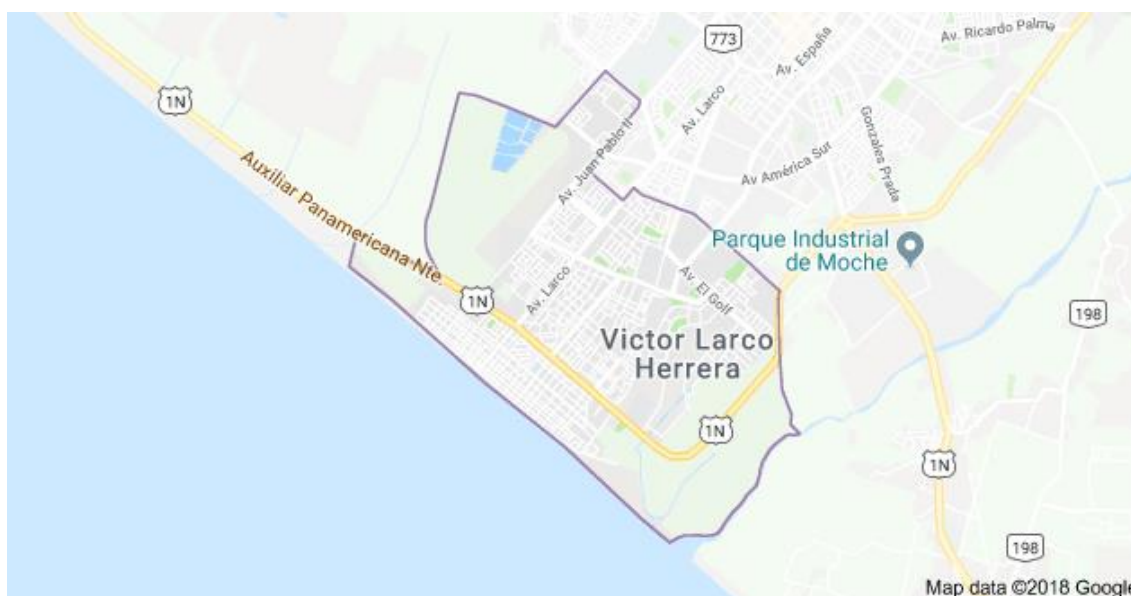 773
Av. Ricardo Palma
Av. España
1N
Av. Larco
Gonzales Prada
Av. Juan Pablo II
Av América Sur
Auxiliar Panamericana Nte.
Parque Industrial
de Moche
Av. El Golf
1N
Av. Larco
198
Victor Larco
Herrera
1N
1N
198
Map data ©2018 Google